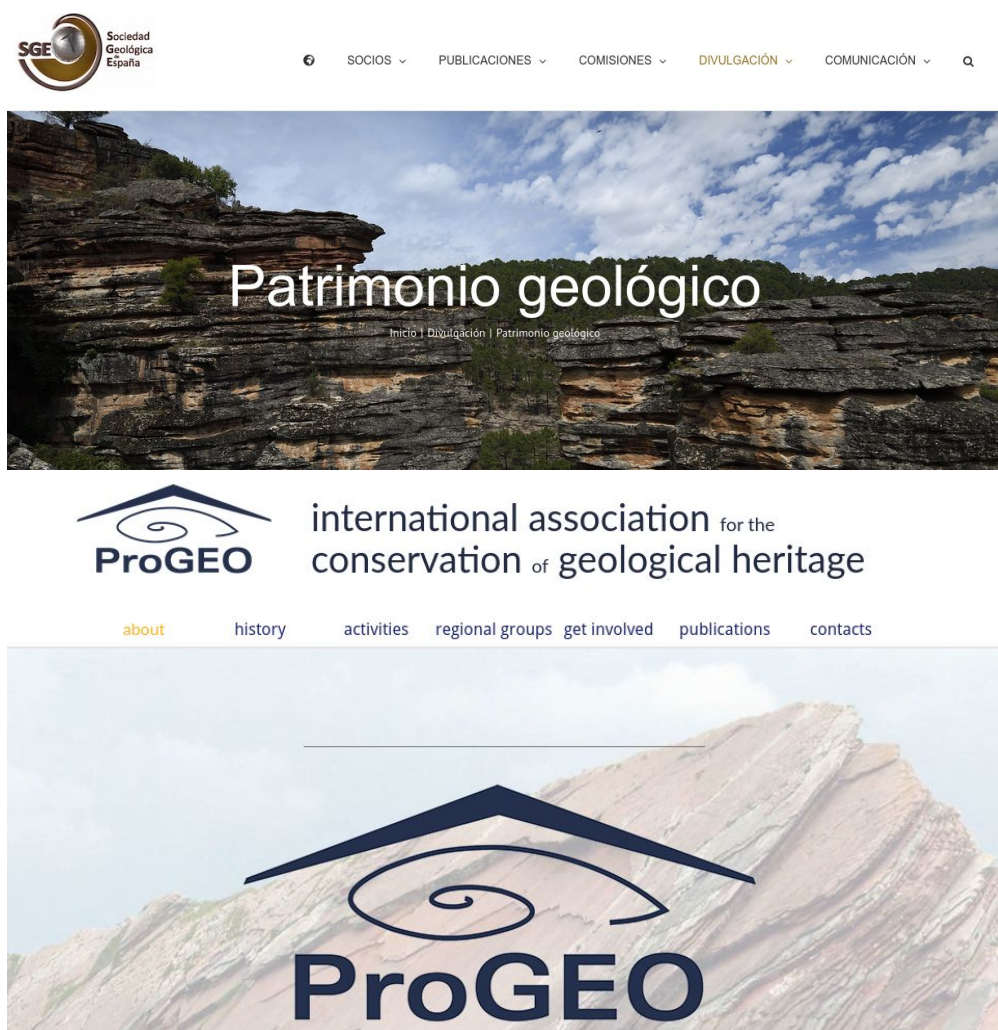 SGE
Sociedad
Geológica
de
España
SOCIOS
PUBLICACIONES
COMISIONES
DIVULGACIÓN
COMUNICACIÓN
Patrimonio geológico
Inicio | Divulgación | Patrimonio geológico
ProGEO
international association for the
conservation of geological heritage
about history activities regional groups get involved publications contacts
ProGEO